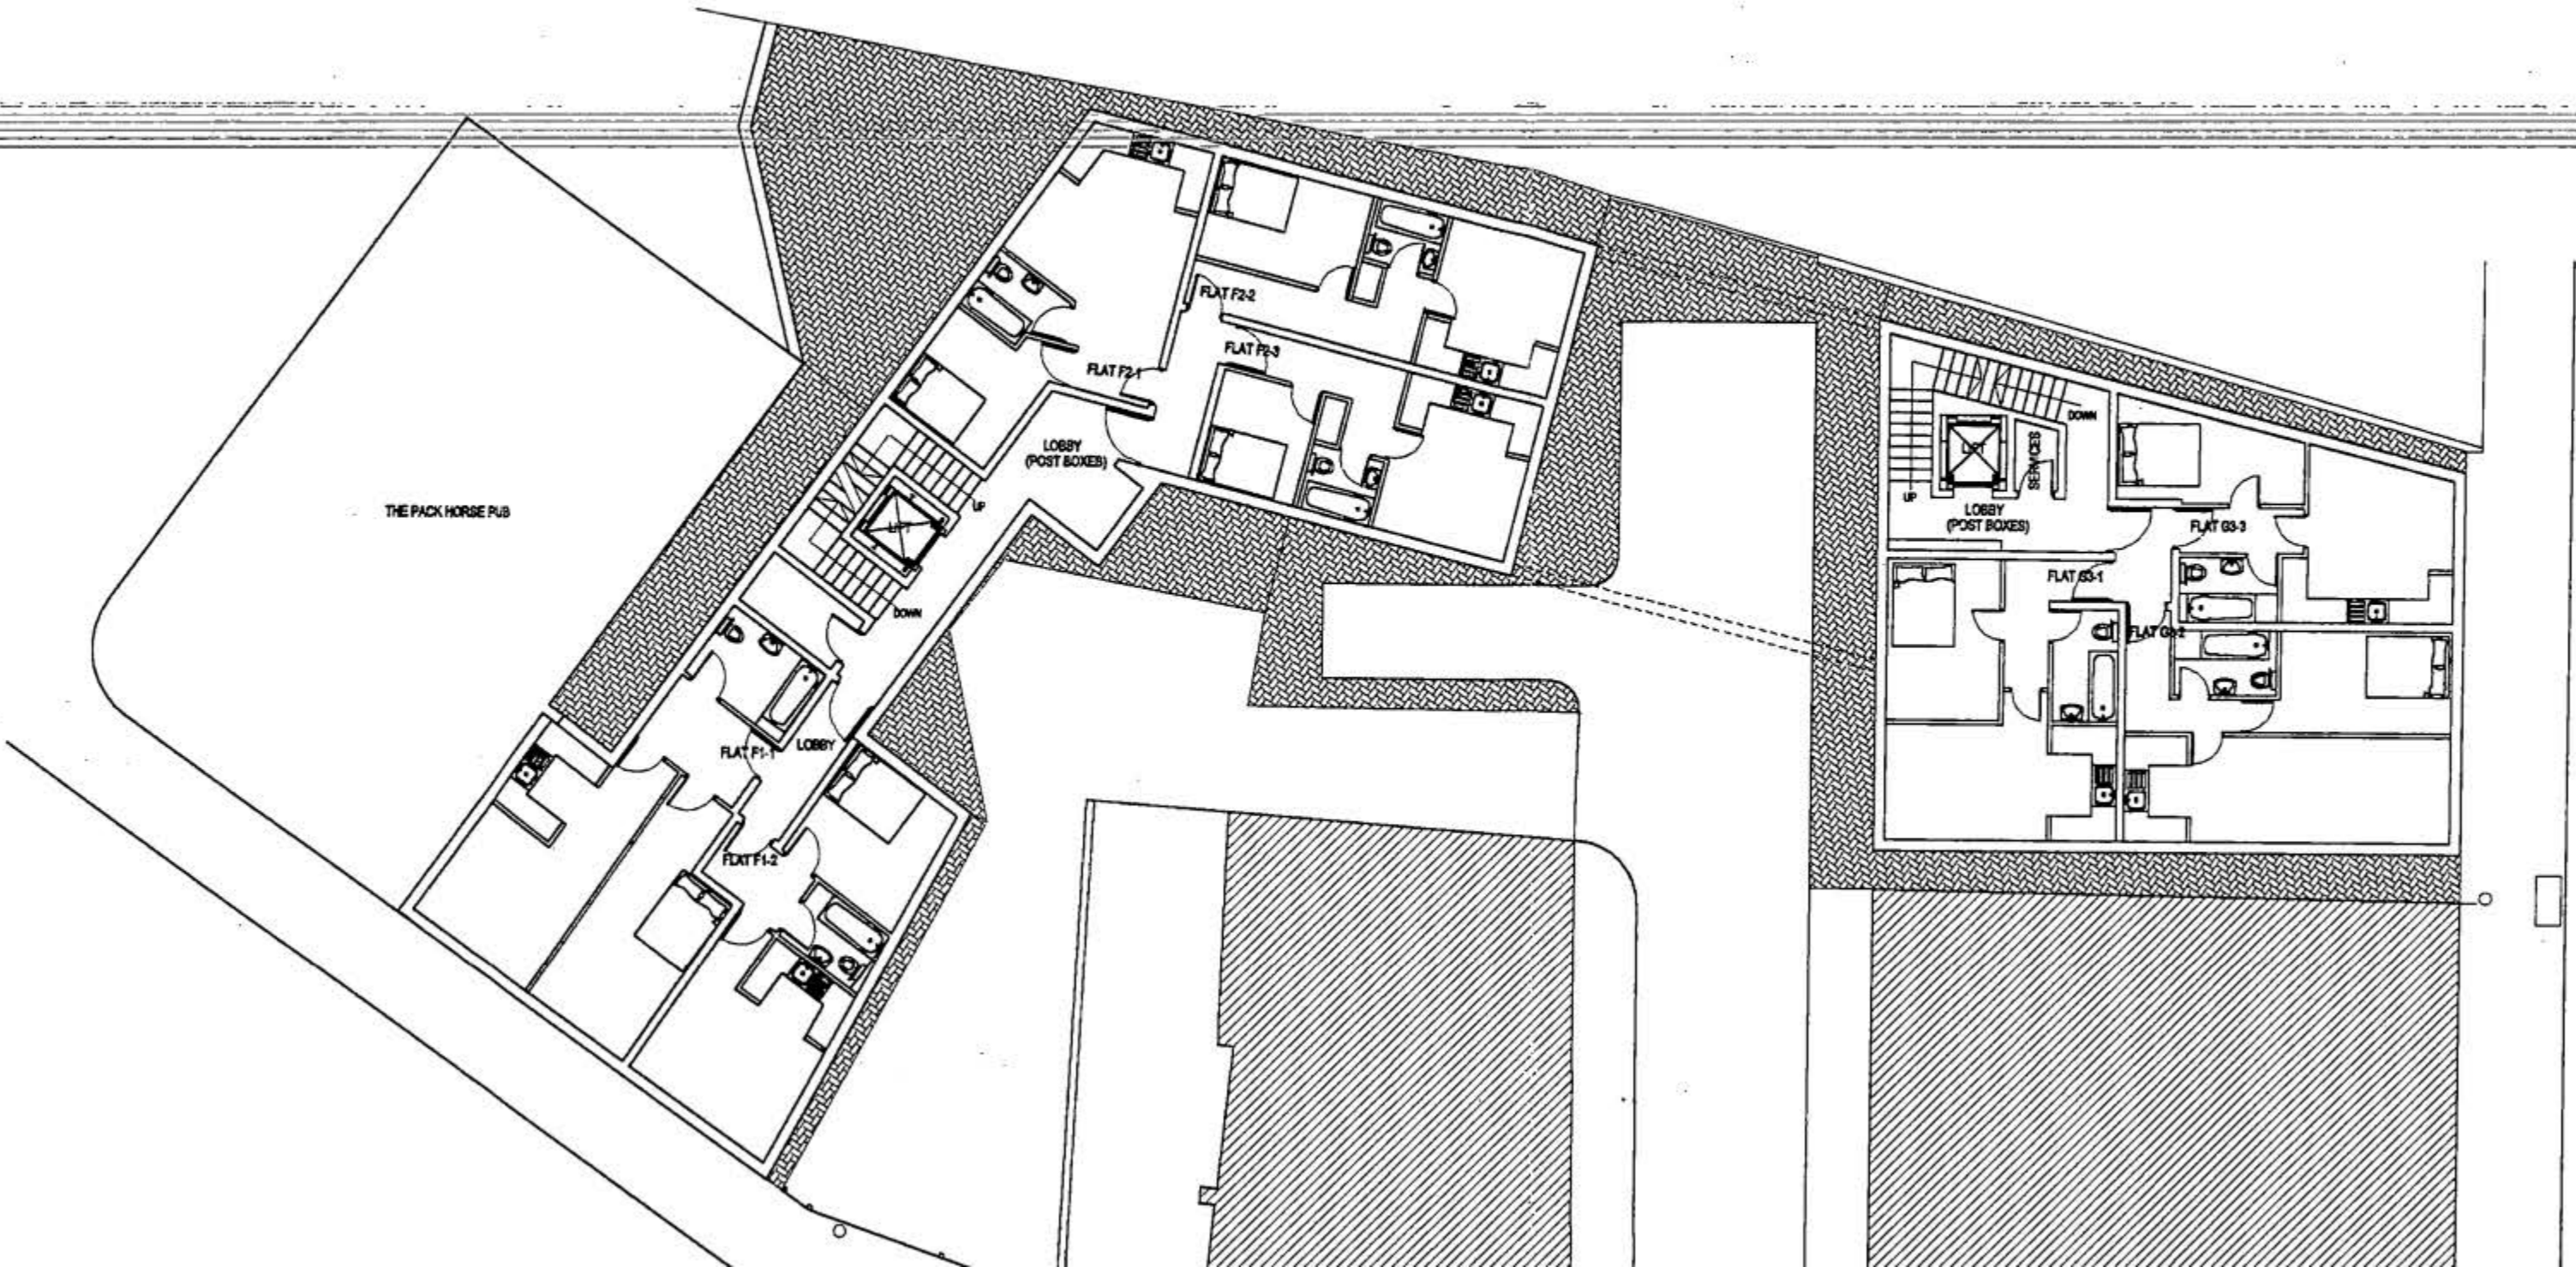 FLAT F2-2
FLAT F2-3
FLAT F2-1
LOBBY
(POST BOXES)
UP
LIFT
DOWN
THE PACK HORSE PUB
FLAT F1-1
LOBBY
FLAT F1-2
DOWN
LIFT
SERVICES
UP
LOBBY
(POST BOXES)
FLAT G3-3
FLAT G3-1
FLAT G3-2